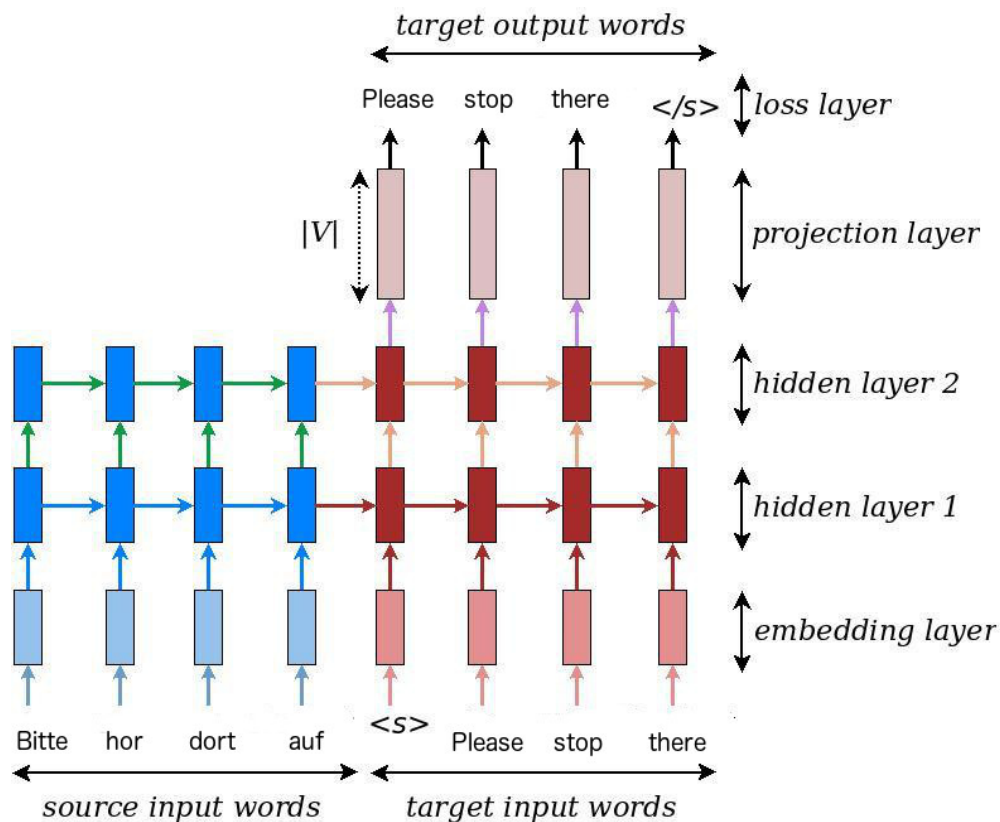 target output words
Please stop there </s> loss layer
|V| projection layer
hidden layer 2
hidden layer 1
embedding layer
<s>
Bitte hor dort auf Please stop there
source input words target input words